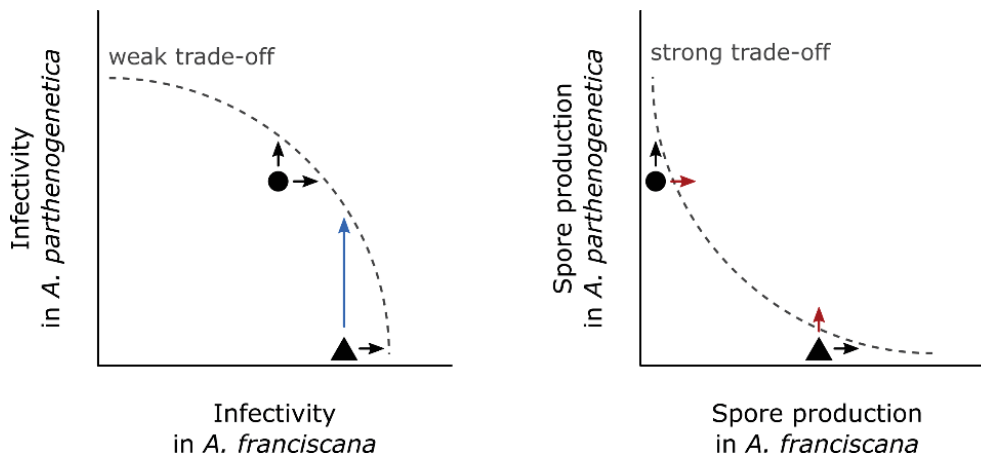 weak trade-off
Infectivity
in A. parthenogenetica
Infectivity
in A. franciscana
strong trade-off
Spore production
in A. parthenogenetica
Spore production
in A. franciscana